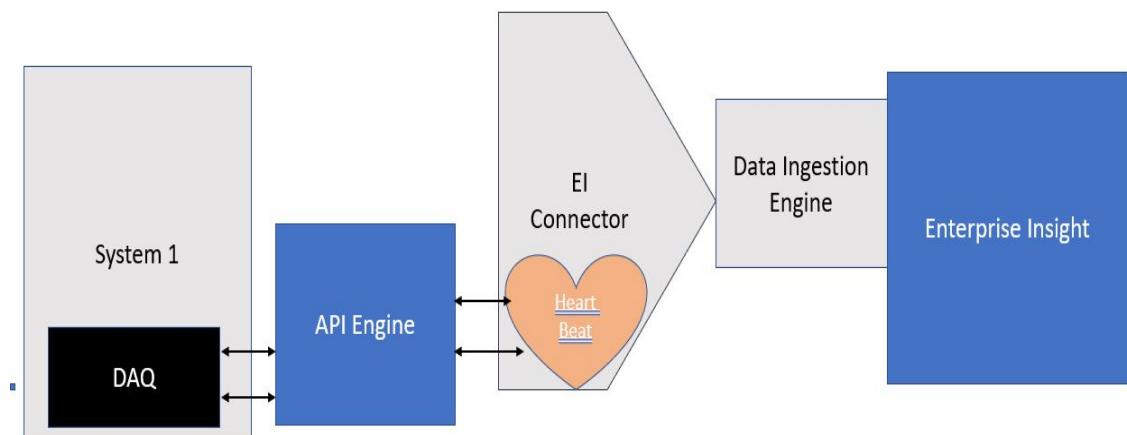 System 1
DAQ
API Engine
EI
Connector
Heart
Beat
Data Ingestion
Engine
Enterprise Insight